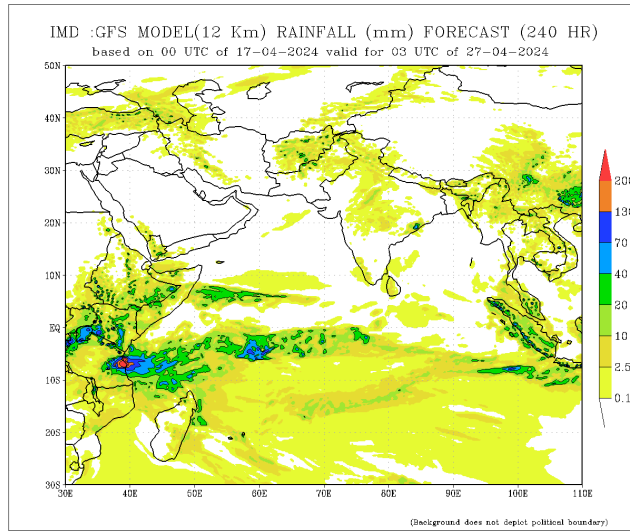 IMD :GFS MODEL(12 Km) RAINFALL (mm) FORECAST (240 HR)
based on 00 UTC of 17-04-2024 valid for 03 UTC of 27-04-2024
50N
40N
30N
20N
10N
EQ
10S
20S
30S
30E 40E 50E 60E 70E 80E 90E 100E 110E
200
130
70
40
20
10
2.5
0.1
(Background does not depict political boundary)